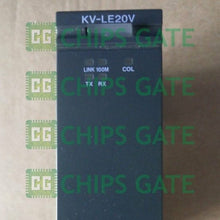 KV-LE20V
LINK 100M COL
TX RX
CHIPS GATE
CHIPS GATE
CHIPS GATE
CHIPS GATE